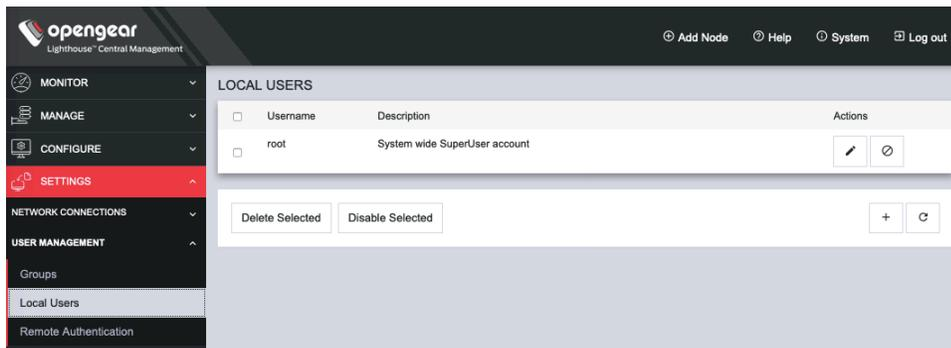 opengear
Lighthouse™ Central Management
Add Node
Help
System
Log out
MONITOR
MANAGE
CONFIGURE
SETTINGS
NETWORK CONNECTIONS
USER MANAGEMENT
Groups
Local Users
Remote Authentication
LOCAL USERS
Username Description Actions
root System wide SuperUser account
Delete Selected Disable Selected